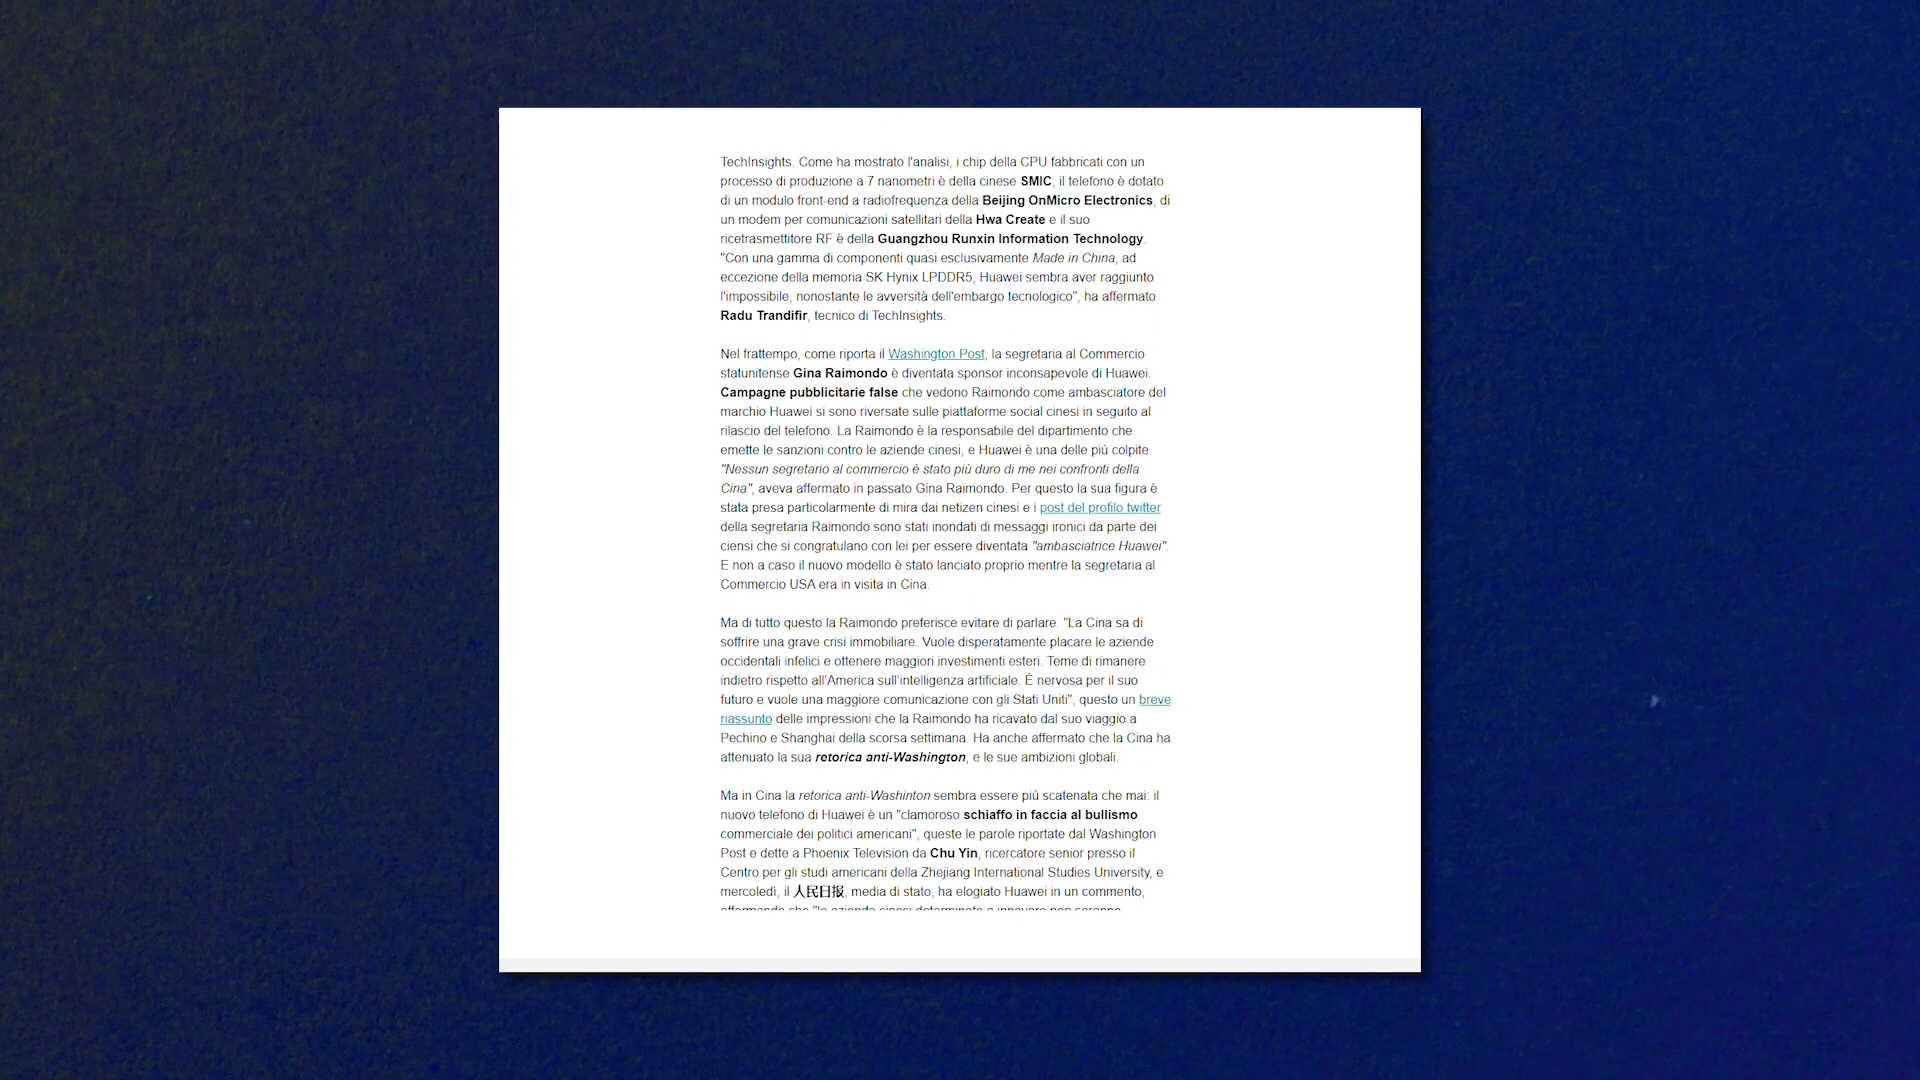 TechInsights. Come ha mostrato l'analisi, i chip della CPU fabbricati con un
processo di produzione a 7 nanometri è della cinese SMIC, il telefono è dotato
di un modulo front-end a radiofrequenza della Beijing OnMicro Electronics, di
un modem per comunicazioni satellitari della Hwa Create e il suo
ricetrasmettitore RF è della Guangzhou Runxin Information Technology.
"Con una gamma di componenti quasi esclusivamente Made in China, ad
eccezione della memoria SK Hynix LPDDR5, Huawei sembra aver raggiunto
l'impossibile, nonostante le avversità dell'embargo tecnologico", ha affermato
Radu Trandifir, tecnico di TechInsights.
Nel frattempo, come riporta il Washington Post, la segretaria al Commercio
statunitense Gina Raimondo è diventata sponsor inconsapevole di Huawei.
Campagne pubblicitarie false che vedono Raimondo come ambasciatore del
marchio Huawei si sono riversate sulle piattaforme social cinesi in seguito al
rilascio del telefono. La Raimondo è la responsabile del dipartimento che
emette le sanzioni contro le aziende cinesi, e Huawei è una delle più colpite.
"Nessun segretario al commercio è stato più duro di me nei confronti della
Cina", aveva affermato in passato Gina Raimondo. Per questo la sua figura è
stata presa particolarmente di mira dai netizen cinesi e i post del profilo twitter
della segretaria Raimondo sono stati inondati di messaggi ironici da parte dei
ciensi che si congratulano con lei per essere diventata "ambasciatrice Huawei".
E non a caso il nuovo modello è stato lanciato proprio mentre la segretaria al
Commercio USA era in visita in Cina.
Ma di tutto questo la Raimondo preferisce evitare di parlare. "La Cina sa di
soffrire una grave crisi immobiliare. Vuole disperatamente placare le aziende
occidentali infelici e ottenere maggiori investimenti esteri. Teme di rimanere
indietro rispetto all'America sull'intelligenza artificiale. È nervosa per il suo
futuro e vuole una maggiore comunicazione con gli Stati Uniti", questo un breve
riassunto delle impressioni che la Raimondo ha ricavato dal suo viaggio a
Pechino e Shanghai della scorsa settimana. Ha anche affermato che la Cina ha
attenuato la sua retorica anti-Washington, e le sue ambizioni globali.
Ma in Cina la retorica anti-Washinton sembra essere più scatenata che mai: il
nuovo telefono di Huawei è un "clamoroso schiaffo in faccia al bullismo
commerciale dei politici americani", queste le parole riportate dal Washington
Post e dette a Phoenix Television da Chu Yin, ricercatore senior presso il
Centro per gli studi americani della Zhejiang International Studies University, e
mercoledì, il 人民日报, media di stato, ha elogiato Huawei in un commento,
affermando che "le aziende cinesi determinate a innovare non saranno